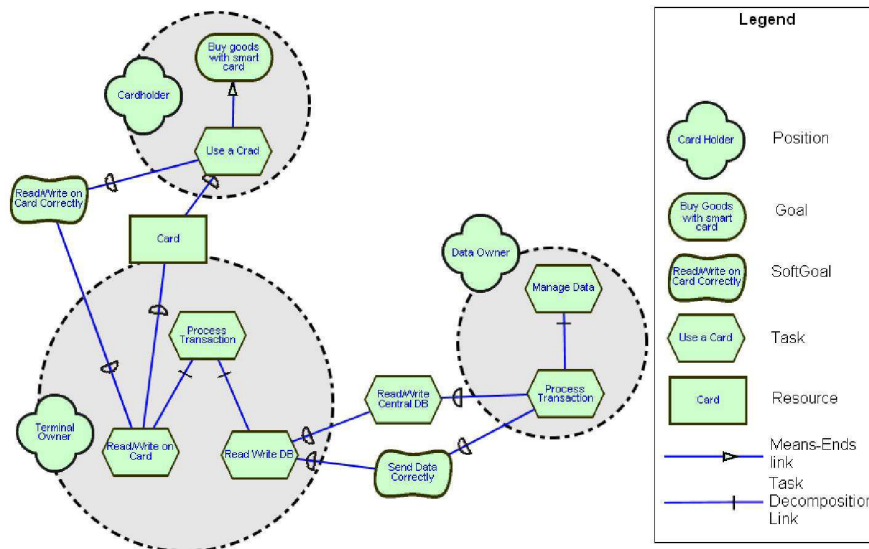 Buy goods
with smart
card
Cardholder
Use a Crad
Read/Write on
Card Correctly
Card
Data Owner
Manage Data
Process
Transaction
Process
Transaction
Read/Write
Central DB
Terminal
Owner
Read/Write on
Card
Read Write DB
Send Data
Correctly
Legend
Card Holder
Position
Buy Goods
with smart
card
Goal
Read/Write on
Card Correctly
SoftGoal
Use a Card
Task
Card
Resource
Means-Ends
link
Task
Decomposition
Link